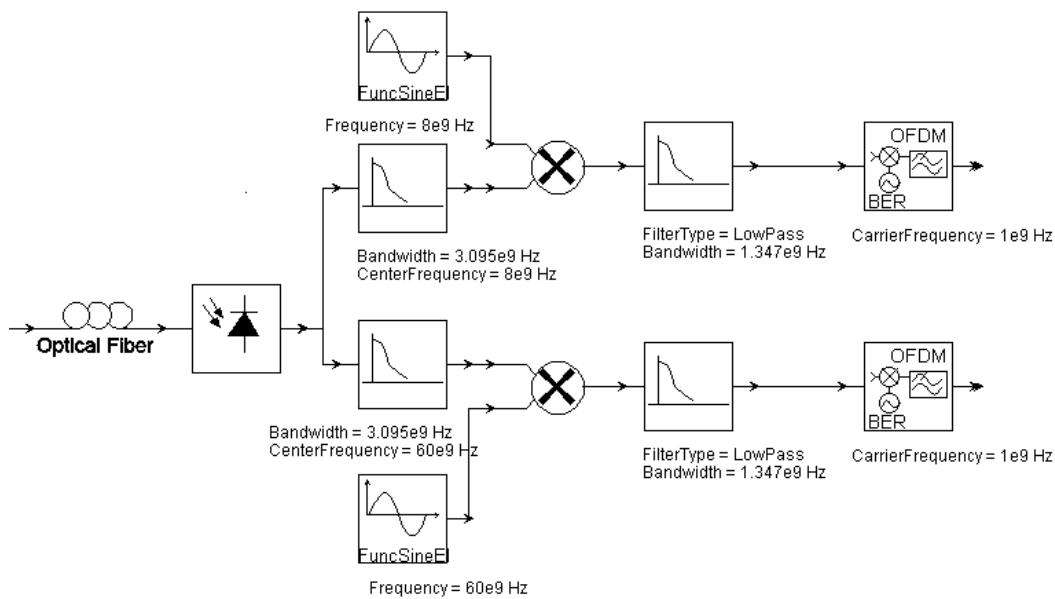 FuncSineEl
Frequency = 8e9 Hz
Bandwidth = 3.095e9 Hz
CenterFrequency = 8e9 Hz
FilterType = LowPass
Bandwidth = 1.347e9 Hz
OFDM
BER
CarrierFrequency = 1e9 Hz
Optical Fiber
Bandwidth = 3.095e9 Hz
CenterFrequency = 60e9 Hz
FilterType = LowPass
Bandwidth = 1.347e9 Hz
OFDM
BER
CarrierFrequency = 1e9 Hz
FuncSineEl
Frequency = 60e9 Hz